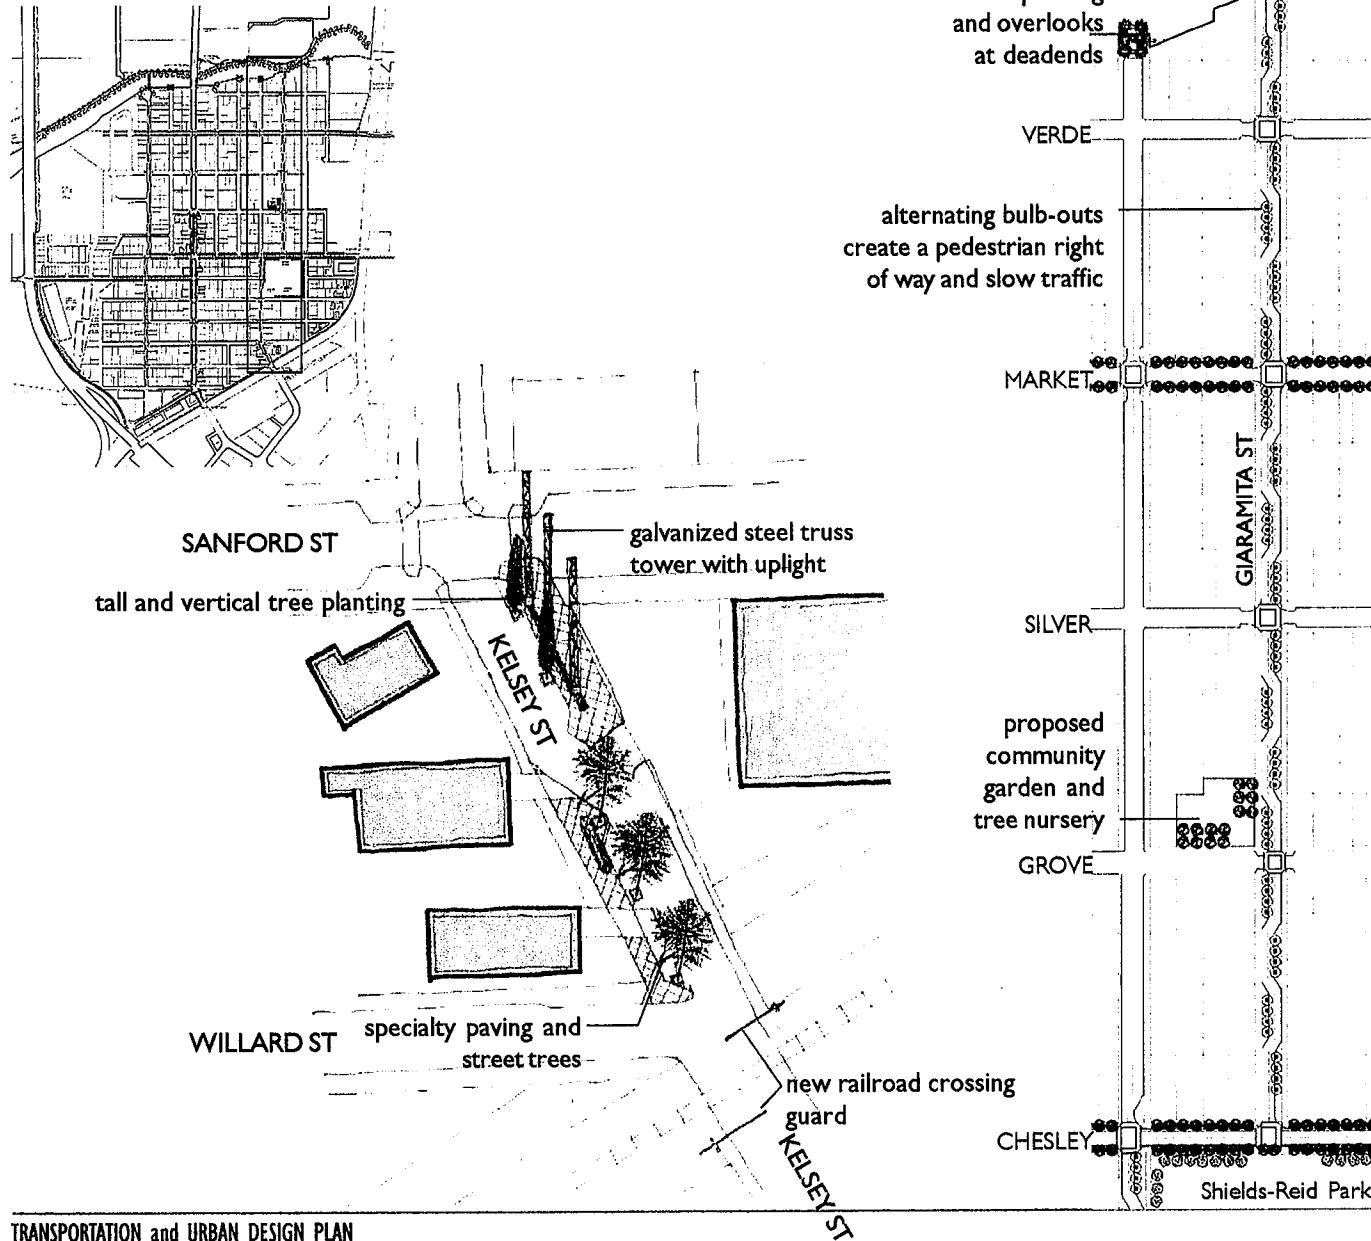 and overlooks
at deadends
VERDE
alternating bulb-outs
create a pedestrian right
of way and slow traffic
MARKET
GIARAMITA ST
SANFORD ST
galvanized steel truss
tower with uplight
tall and vertical tree planting
KELSEY ST
SILVER
proposed
community
garden and
tree nursery
GROVE
WILLARD ST
specialty paving and
street trees
new railroad crossing
guard
KELSEY ST
CHESLEY
Shields-Reid Park
TRANSPORTATION and URBAN DESIGN PLAN